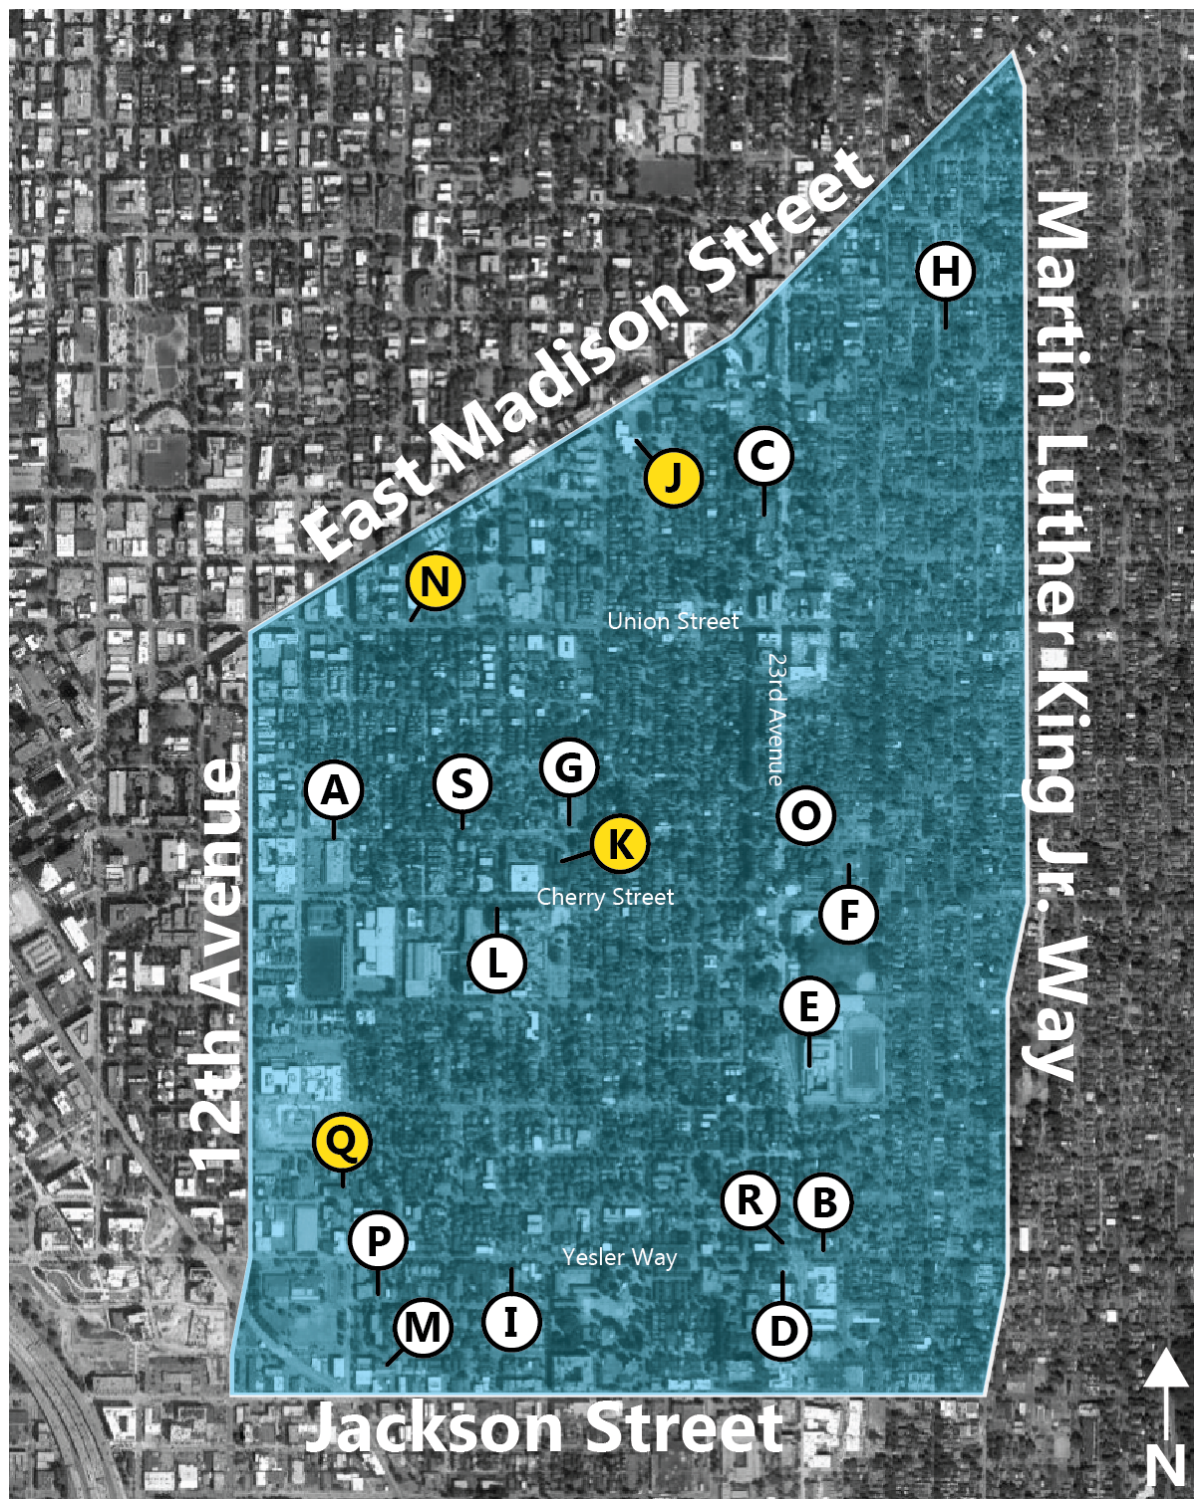 East Madison Street
Martin Luther King Jr. Way
H
C
J
N
Union Street
23rd Avenue
12th Avenue
A
S
G
O
K
Cherry Street
F
L
E
Q
R
B
P
Yesler Way
M
I
D
Jackson Street
N